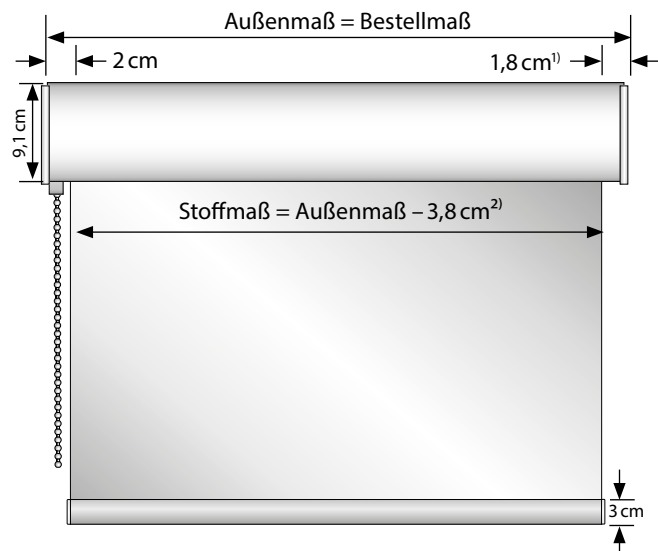 Außenmaß = Bestellmaß
2 cm
1,8 cm¹⁾
9,1 cm
Stoffmaß = Außenmaß – 3,8 cm²⁾
3 cm